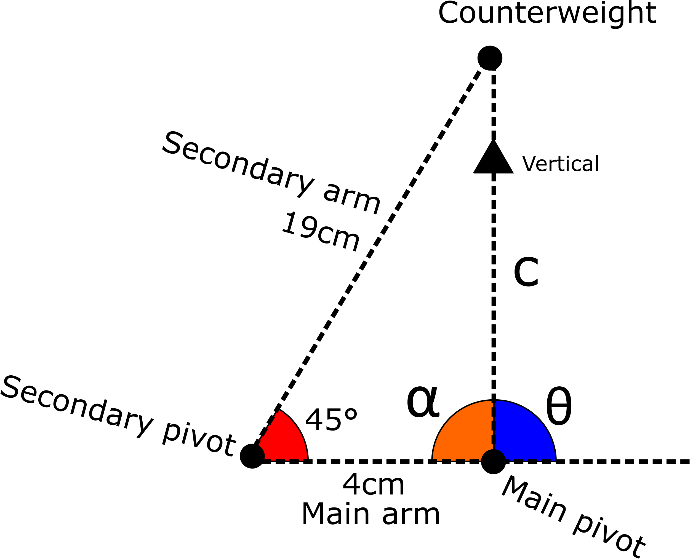 Counterweight
Secondary arm
19cm
Vertical
c
Secondary pivot
45°
α
θ
4cm
Main arm
Main pivot